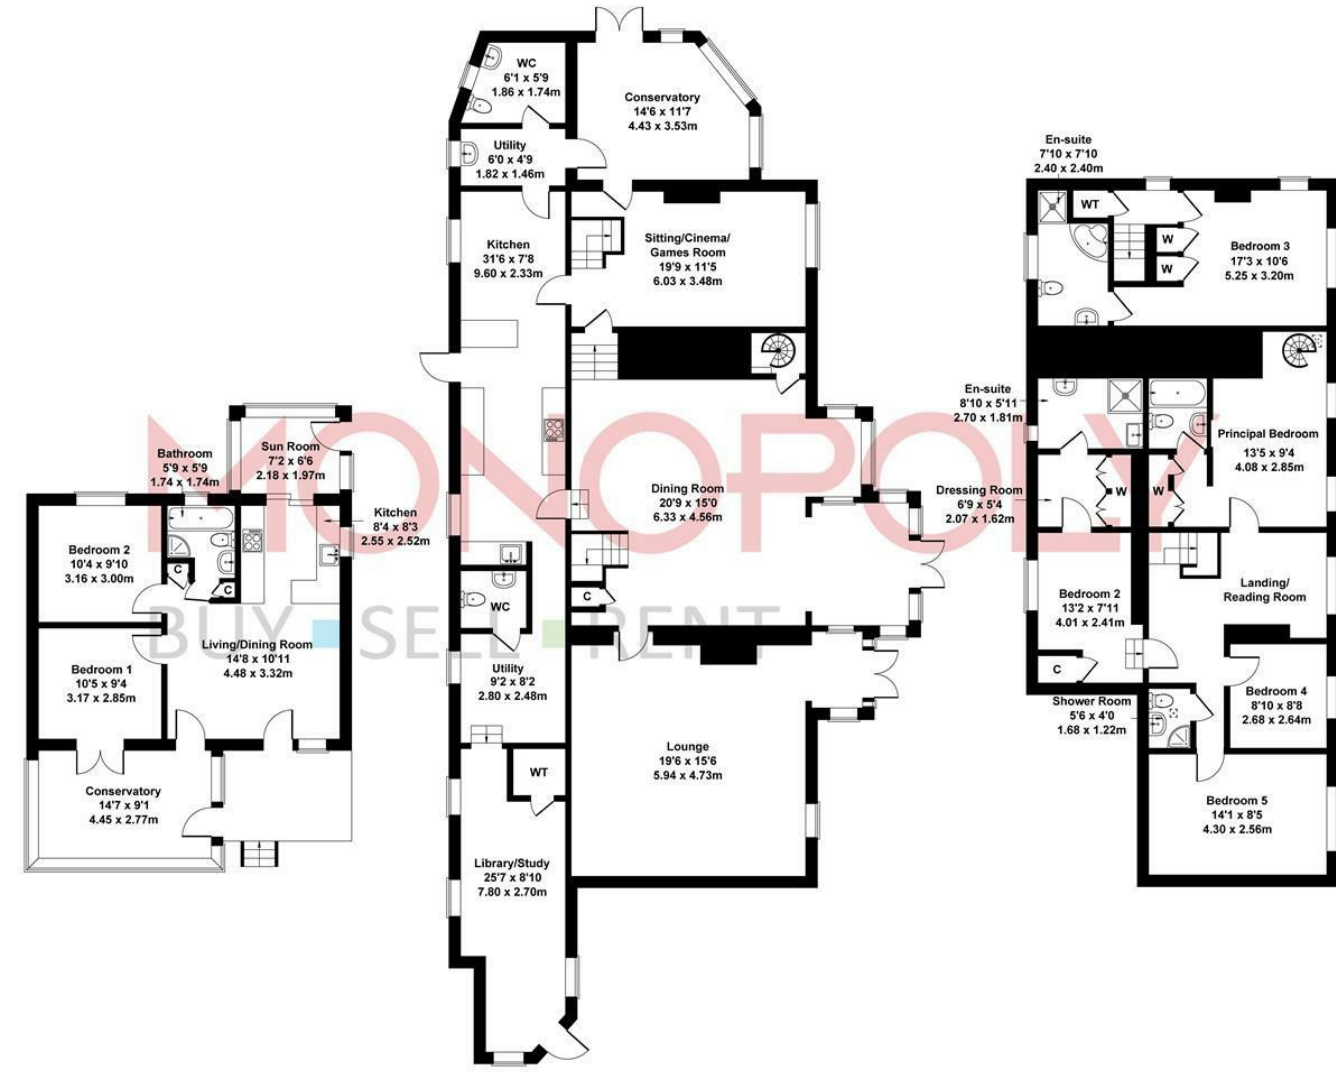 WC
6'1 x 5'9
1.86 x 1.74m
Conservatory
14'6 x 11'7
4.43 x 3.53m
Utility
6'0 x 4'9
1.82 x 1.46m
Kitchen
31'6 x 7'8
9.60 x 2.33m
Sitting/Cinema/
Games Room
19'9 x 11'5
6.03 x 3.48m
En-suite
7'10 x 7'10
2.40 x 2.40m
WT
W
W
Bedroom 3
17'3 x 10'6
5.25 x 3.20m
En-suite
8'10 x 5'11
2.70 x 1.81m
Principal Bedroom
13'5 x 9'4
4.08 x 2.85m
Dressing Room
6'9 x 5'4
2.07 x 1.62m
W
W
MONOPOLY
BUY SELL RENT
Bathroom
5'9 x 5'9
1.74 x 1.74m
Sun Room
7'2 x 6'6
2.18 x 1.97m
Kitchen
8'4 x 8'3
2.55 x 2.52m
Bedroom 2
10'4 x 9'10
3.16 x 3.00m
C
C
Bedroom 1
10'5 x 9'4
3.17 x 2.85m
Living/Dining Room
14'8 x 10'11
4.48 x 3.32m
Conservatory
14'7 x 9'1
4.45 x 2.77m
Dining Room
20'9 x 15'0
6.33 x 4.56m
C
WC
Utility
9'2 x 8'2
2.80 x 2.48m
WT
Lounge
19'6 x 15'6
5.94 x 4.73m
Library/Study
25'7 x 8'10
7.80 x 2.70m
Bedroom 2
13'2 x 7'11
4.01 x 2.41m
C
Landing/
Reading Room
Shower Room
5'6 x 4'0
1.68 x 1.22m
Bedroom 4
8'10 x 8'8
2.68 x 2.64m
Bedroom 5
14'1 x 8'5
4.30 x 2.56m